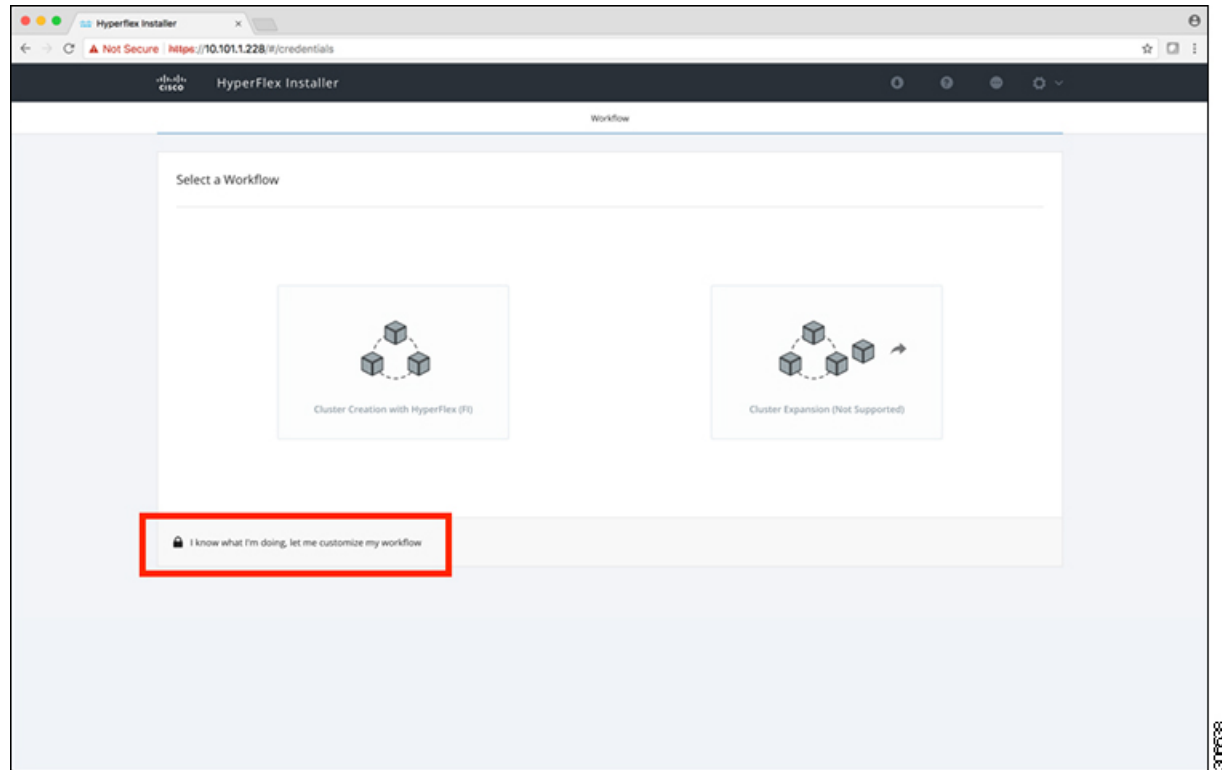 Hyperflex Installer
Not Secure https://10.101.1.228/#/credentials
CISCO HyperFlex Installer
Workflow
Select a Workflow
Cluster Creation with HyperFlex (FI)
Cluster Expansion (Not Supported)
I know what I'm doing, let me customize my workflow